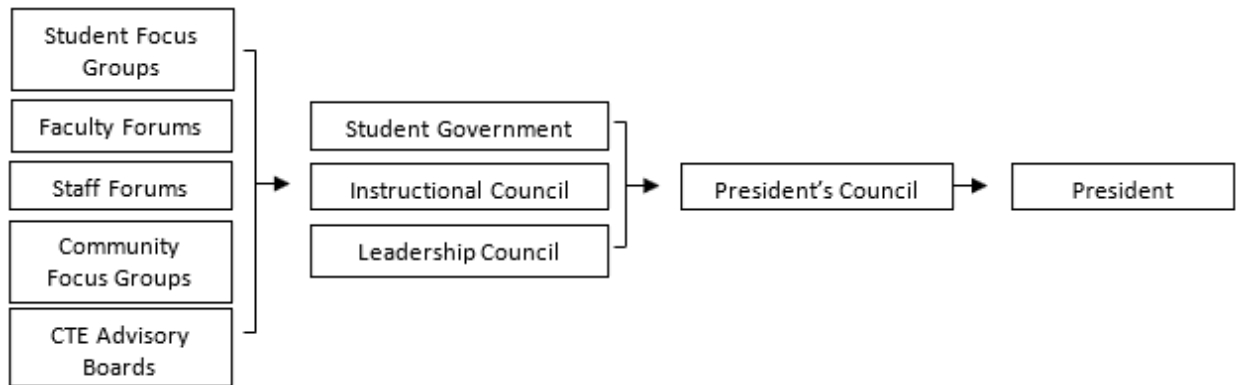 Student Focus
Groups
Faculty Forums
Staff Forums
Community
Focus Groups
CTE Advisory
Boards
Student Government
Instructional Council
Leadership Council
President’s Council
President